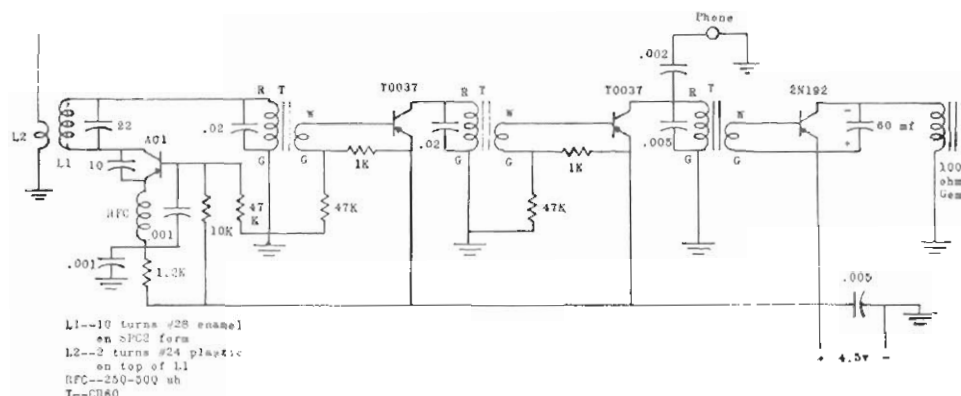 Phone
.002
R T
T0037
R T
T0037
R T
2N192
L2
22
.02
W
W
W
60 mf
- 
+
L1
10
AO1
G
G
1K
.02
G
G
1K
.005
G
G
100
ohm
RFC
001
10K
47
K
47K
47K
.001
1.2K
.005
L1--10 turns #28 enamel
on SPC2 form
L2--2 turns #24 plastic
on top of L1
RFC--250-500 uh
T--CH60
+ 4.5v -